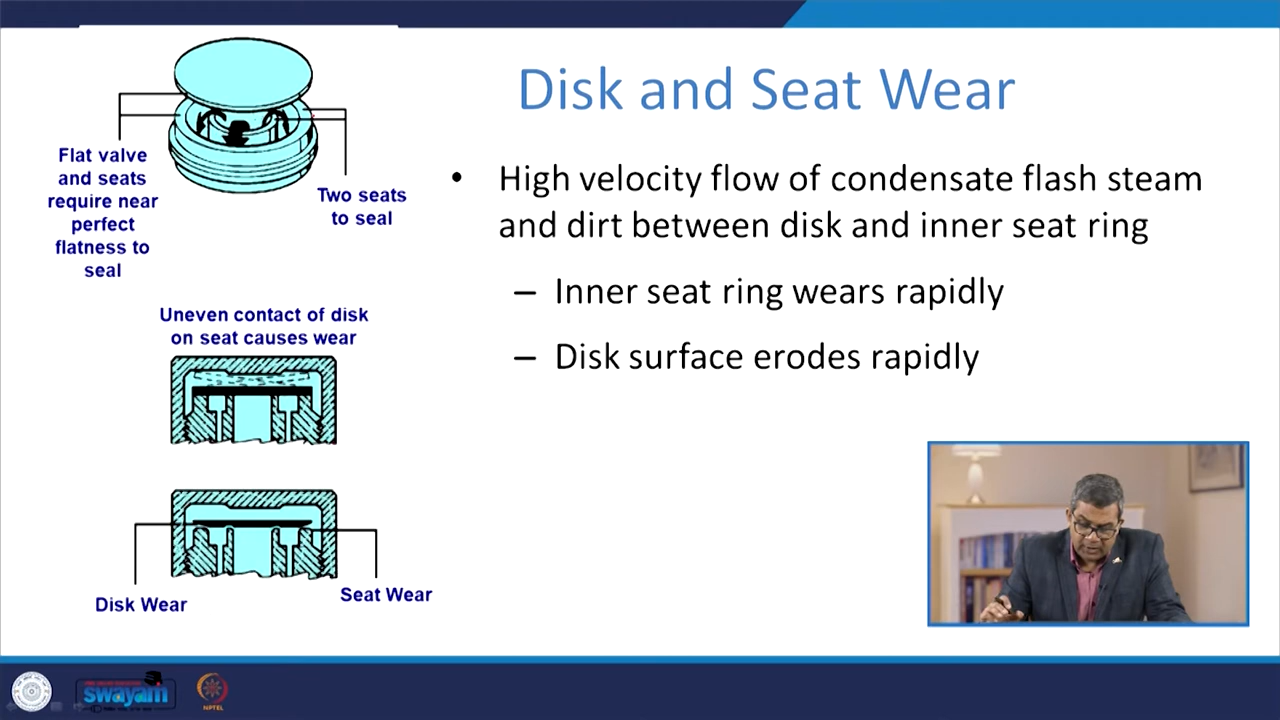 Disk and Seat Wear
Flat valve
and seats
require near
perfect
flatness to
seal
Two seats
to seal
Uneven contact of disk
on seat causes wear
Disk Wear
Seat Wear
• High velocity flow of condensate flash steam
and dirt between disk and inner seat ring
– Inner seat ring wears rapidly
– Disk surface erodes rapidly
swayam
NPTEL